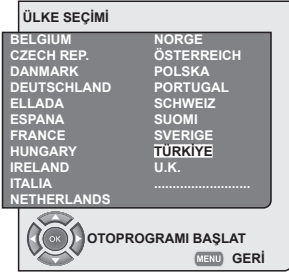 ÜLKE SEÇİMİ
BELGIUM NORGE
CZECH REP. ÖSTERREICH
DANMARK POLSKA
DEUTSCHLAND PORTUGAL
ELLADA SCHWEIZ
ESPANA SUOMI
FRANCE SVERIGE
HUNGARY TÜRKİYE
IRELAND U.K.
ITALIA ..........................
NETHERLANDS
OK OTOPROGRAMI BAŞLAT
MENU GERİ